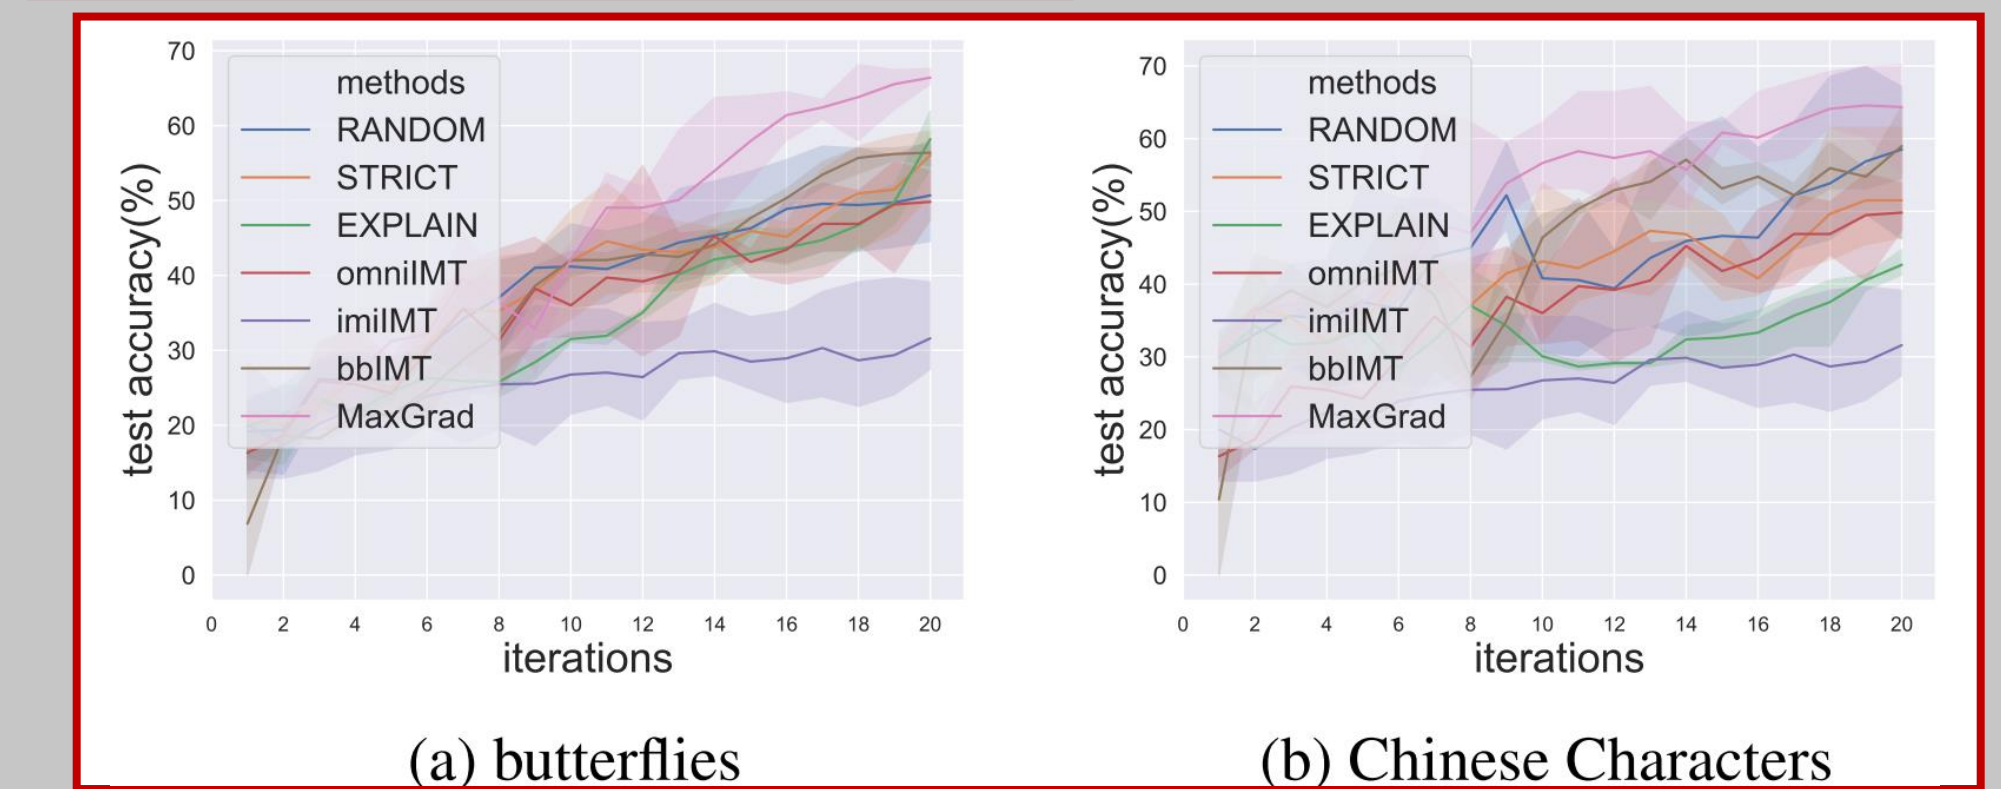 70
60
50
40
30
20
10
0
test accuracy(%)
methods
RANDOM
STRICT
EXPLAIN
omniIMT
imiIMT
bbIMT
MaxGrad
0 2 4 6 8 10 12 14 16 18 20
iterations
(a) butterflies
70
60
50
40
30
20
10
0
test accuracy(%)
methods
RANDOM
STRICT
EXPLAIN
omniIMT
imiIMT
bbIMT
MaxGrad
0 2 4 6 8 10 12 14 16 18 20
iterations
(b) Chinese Characters